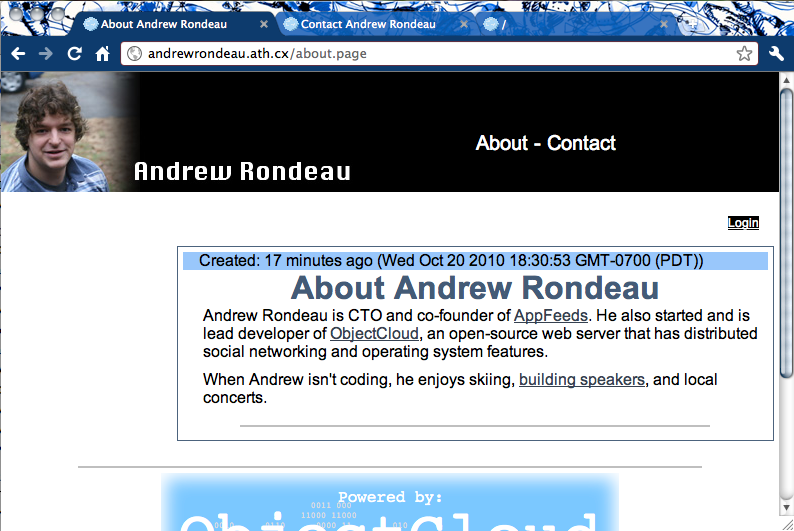 About Andrew Rondeau
Contact Andrew Rondeau
/
andrewrondeau.ath.cx/about.page
About - Contact
Andrew Rondeau
Login
Created: 17 minutes ago (Wed Oct 20 2010 18:30:53 GMT-0700 (PDT))
About Andrew Rondeau
Andrew Rondeau is CTO and co-founder of AppFeeds. He also started and is
lead developer of ObjectCloud, an open-source web server that has distributed
social networking and operating system features.
When Andrew isn't coding, he enjoys skiing, building speakers, and local
concerts.
Powered by:
0011 000
11000 11000
ObjectCloud